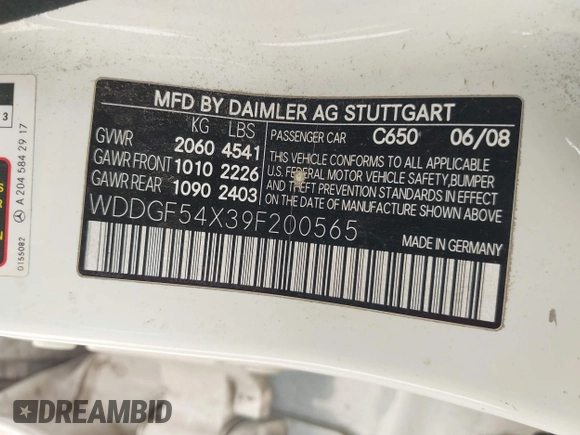 MFD BY DAIMLER AG STUTTGART
KG LBS
GVWR 2060 4541
GAWR FRONT 1010 2226
GAWR REAR 1090 2403
PASSENGER CAR C650 06/08
THIS VEHICLE CONFORMS TO ALL APPLICABLE
U.S. FEDERAL MOTOR VEHICLE SAFETY, BUMPER
AND THEFT PREVENTION STANDARDS IN EFFECT
ON THE DATE OF MANUFACTURE SHOWN ABOVE.
WDDGF54X39F200565
MADE IN GERMANY
3
A 204 584 29 17
0155082
DREAMBID